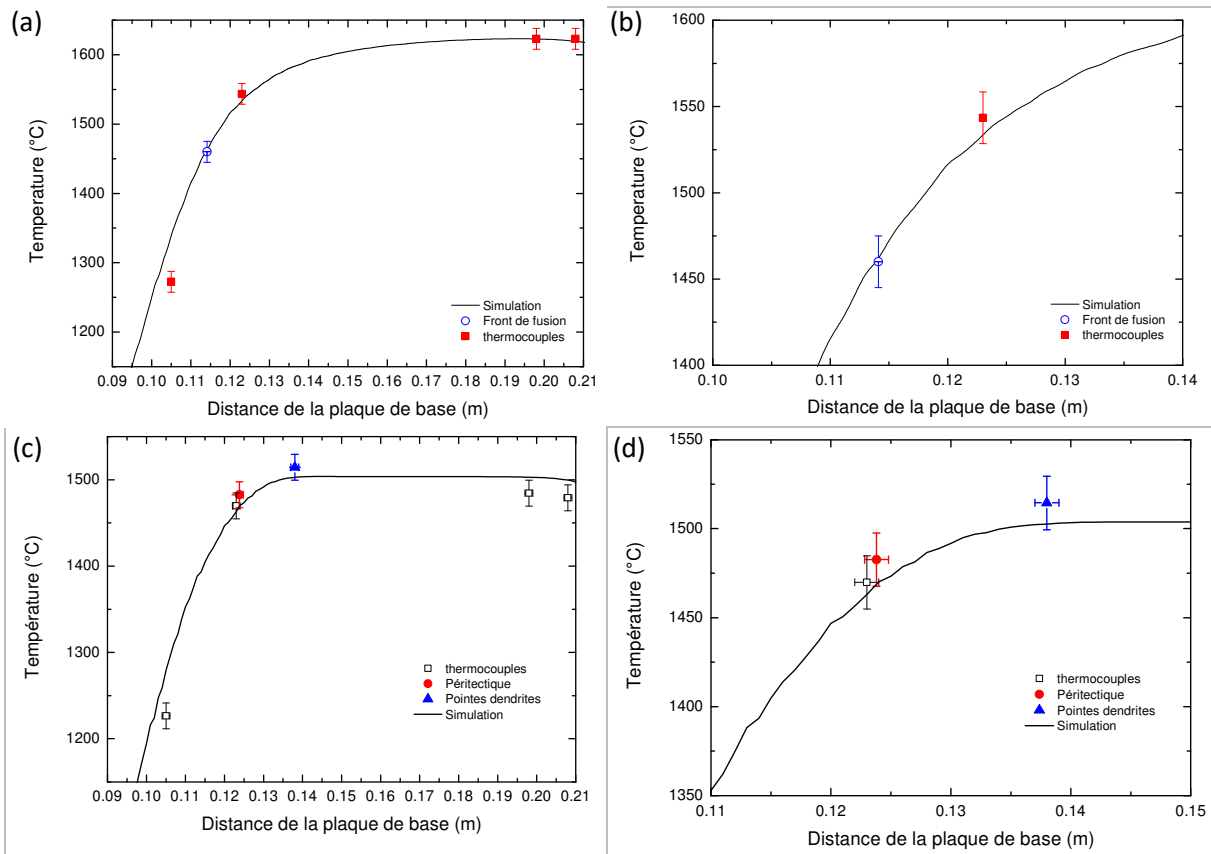 (a)
1600
1500
1400
1300
1200
0.09 0.10 0.11 0.12 0.13 0.14 0.15 0.16 0.17 0.18 0.19 0.20 0.21
Temperature (°C)
Distance de la plaque de base (m)
Simulation
Front de fusion
thermocouples
(b)
1600
1550
1500
1450
1400
0.10 0.11 0.12 0.13 0.14
Température (°C)
Distance de la plaque de base (m)
Simulation
Front de fusion
thermocouples
(c)
1500
1400
1300
1200
0.09 0.10 0.11 0.12 0.13 0.14 0.15 0.16 0.17 0.18 0.19 0.20 0.21
Température (°C)
Distance de la plaque de base (m)
thermocouples
Péritectique
Pointes dendrites
Simulation
(d)
1550
1500
1450
1400
1350
0.11 0.12 0.13 0.14 0.15
Température (°C)
Distance de la plaque de base (m)
thermocouples
Péritectique
Pointes dendrites
Simulation